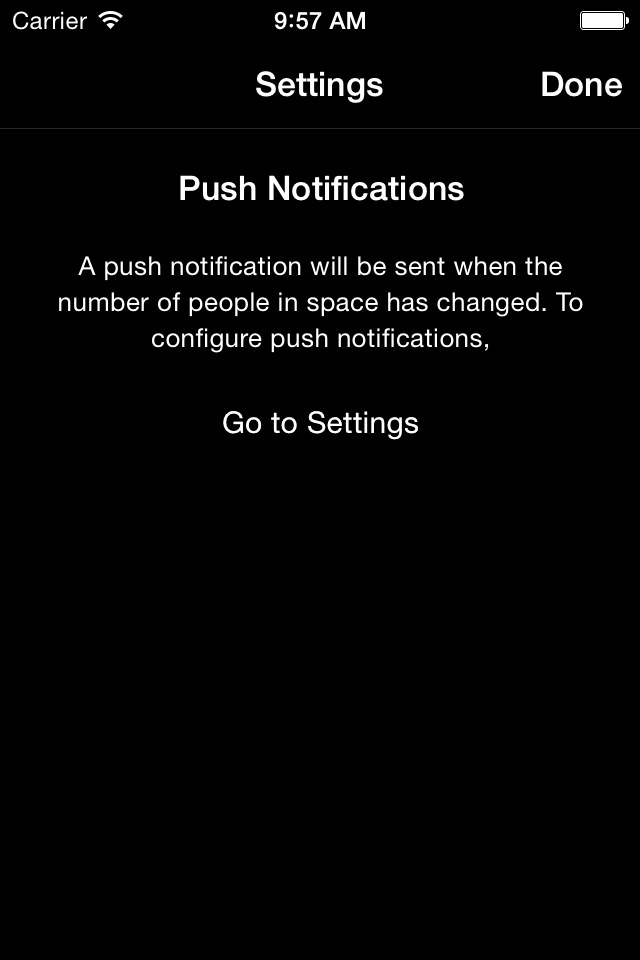 Carrier 9:57 AM
Settings Done
Push Notifications
A push notification will be sent when the
number of people in space has changed. To
configure push notifications,
Go to Settings